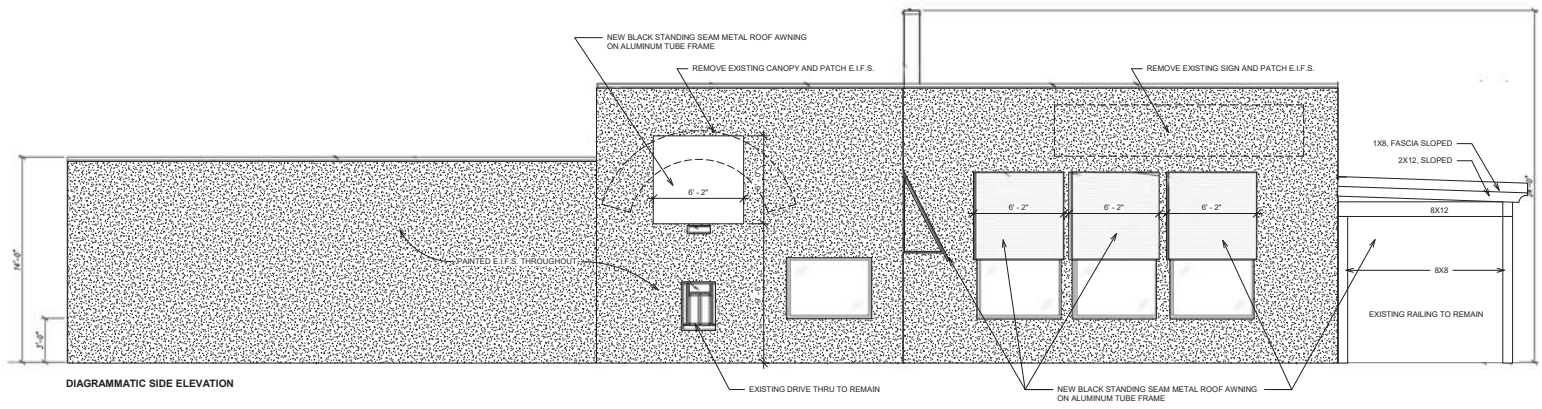 NEW BLACK STANDING SEAM METAL ROOF AWNING
ON ALUMINUM TUBE FRAME
REMOVE EXISTING CANOPY AND PATCH E.I.F.S.
REMOVE EXISTING SIGN AND PATCH E.I.F.S.
1X8, FASCIA SLOPED
2X12, SLOPED
6' - 2"
6' - 2"
6' - 2"
6' - 2"
8X12
14'-0"
PAINTED E.I.F.S. THROUGHOUT
8X8
EXISTING RAILING TO REMAIN
DIAGRAMMATIC SIDE ELEVATION
EXISTING DRIVE THRU TO REMAIN
NEW BLACK STANDING SEAM METAL ROOF AWNING
ON ALUMINUM TUBE FRAME